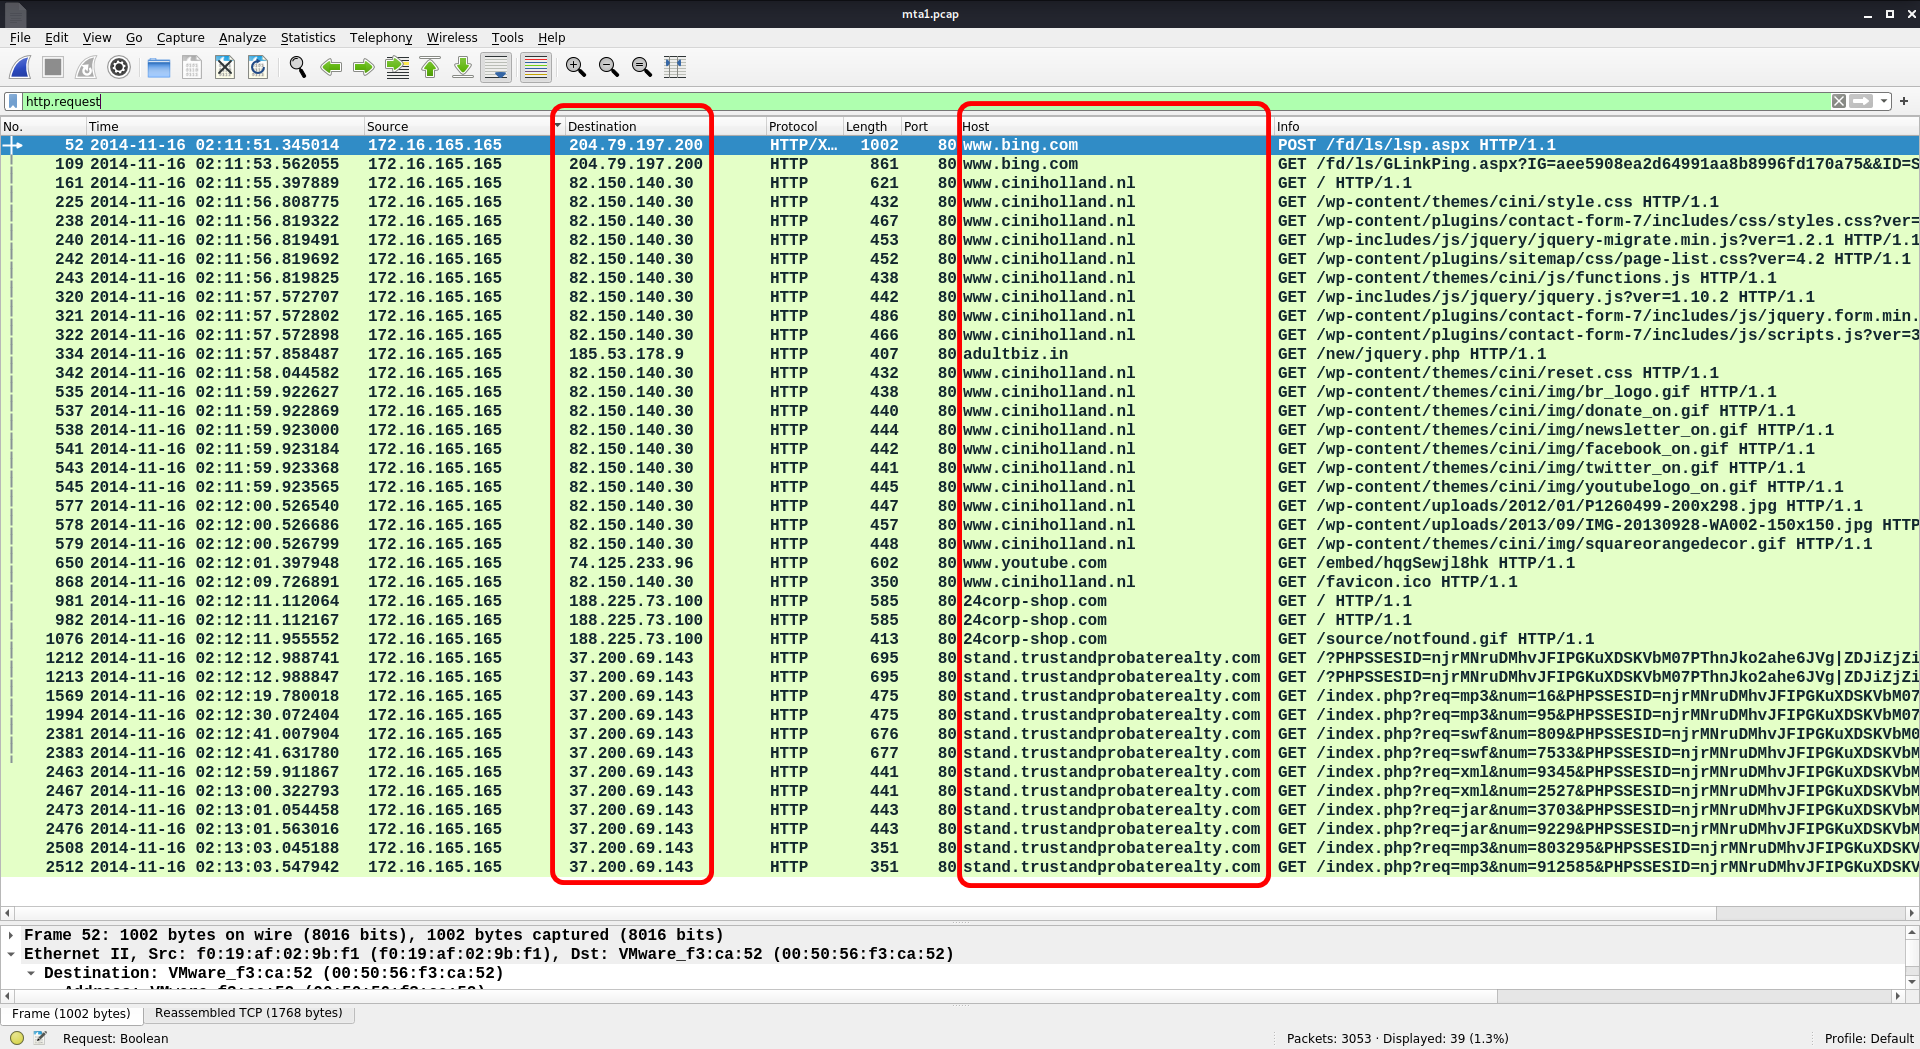 mta1.pcap
File Edit View Go Capture Analyze Statistics Telephony Wireless Tools Help
http.request
No. Time Source Destination Protocol Length Port Host Info
52 2014-11-16 02:11:51.345014 172.16.165.165 204.79.197.200 HTTP/X… 1002 80 www.bing.com POST /fd/ls/lsp.aspx HTTP/1.1
109 2014-11-16 02:11:53.562055 172.16.165.165 204.79.197.200 HTTP 861 80 www.bing.com GET /fd/ls/GLinkPing.aspx?IG=aee5908ea2d64991aa8b8996fd170a75&&ID=S
161 2014-11-16 02:11:55.397889 172.16.165.165 82.150.140.30 HTTP 621 80 www.ciniholland.nl GET / HTTP/1.1
225 2014-11-16 02:11:56.808775 172.16.165.165 82.150.140.30 HTTP 432 80 www.ciniholland.nl GET /wp-content/themes/cini/style.css HTTP/1.1
238 2014-11-16 02:11:56.819322 172.16.165.165 82.150.140.30 HTTP 467 80 www.ciniholland.nl GET /wp-content/plugins/contact-form-7/includes/css/styles.css?ver=
240 2014-11-16 02:11:56.819491 172.16.165.165 82.150.140.30 HTTP 453 80 www.ciniholland.nl GET /wp-includes/js/jquery/jquery-migrate.min.js?ver=1.2.1 HTTP/1.1
242 2014-11-16 02:11:56.819692 172.16.165.165 82.150.140.30 HTTP 452 80 www.ciniholland.nl GET /wp-content/plugins/sitemap/css/page-list.css?ver=4.2 HTTP/1.1
243 2014-11-16 02:11:56.819825 172.16.165.165 82.150.140.30 HTTP 438 80 www.ciniholland.nl GET /wp-content/themes/cini/js/functions.js HTTP/1.1
320 2014-11-16 02:11:57.572707 172.16.165.165 82.150.140.30 HTTP 442 80 www.ciniholland.nl GET /wp-includes/js/jquery/jquery.js?ver=1.10.2 HTTP/1.1
321 2014-11-16 02:11:57.572802 172.16.165.165 82.150.140.30 HTTP 486 80 www.ciniholland.nl GET /wp-content/plugins/contact-form-7/includes/js/jquery.form.min.
322 2014-11-16 02:11:57.572898 172.16.165.165 82.150.140.30 HTTP 466 80 www.ciniholland.nl GET /wp-content/plugins/contact-form-7/includes/js/scripts.js?ver=3
334 2014-11-16 02:11:57.858487 172.16.165.165 185.53.178.9 HTTP 407 80 adultbiz.in GET /new/jquery.php HTTP/1.1
342 2014-11-16 02:11:58.044582 172.16.165.165 82.150.140.30 HTTP 432 80 www.ciniholland.nl GET /wp-content/themes/cini/reset.css HTTP/1.1
535 2014-11-16 02:11:59.922627 172.16.165.165 82.150.140.30 HTTP 438 80 www.ciniholland.nl GET /wp-content/themes/cini/img/br_logo.gif HTTP/1.1
537 2014-11-16 02:11:59.922869 172.16.165.165 82.150.140.30 HTTP 440 80 www.ciniholland.nl GET /wp-content/themes/cini/img/donate_on.gif HTTP/1.1
538 2014-11-16 02:11:59.923000 172.16.165.165 82.150.140.30 HTTP 444 80 www.ciniholland.nl GET /wp-content/themes/cini/img/newsletter_on.gif HTTP/1.1
541 2014-11-16 02:11:59.923184 172.16.165.165 82.150.140.30 HTTP 442 80 www.ciniholland.nl GET /wp-content/themes/cini/img/facebook_on.gif HTTP/1.1
543 2014-11-16 02:11:59.923368 172.16.165.165 82.150.140.30 HTTP 441 80 www.ciniholland.nl GET /wp-content/themes/cini/img/twitter_on.gif HTTP/1.1
545 2014-11-16 02:11:59.923565 172.16.165.165 82.150.140.30 HTTP 445 80 www.ciniholland.nl GET /wp-content/themes/cini/img/youtubelogo_on.gif HTTP/1.1
577 2014-11-16 02:12:00.526540 172.16.165.165 82.150.140.30 HTTP 447 80 www.ciniholland.nl GET /wp-content/uploads/2012/01/P1260499-200x298.jpg HTTP/1.1
578 2014-11-16 02:12:00.526686 172.16.165.165 82.150.140.30 HTTP 457 80 www.ciniholland.nl GET /wp-content/uploads/2013/09/IMG-20130928-WA002-150x150.jpg HTTP
579 2014-11-16 02:12:00.526799 172.16.165.165 82.150.140.30 HTTP 448 80 www.ciniholland.nl GET /wp-content/themes/cini/img/squareorangedecor.gif HTTP/1.1
650 2014-11-16 02:12:01.397948 172.16.165.165 74.125.233.96 HTTP 602 80 www.youtube.com GET /embed/hqgSewjl8hk HTTP/1.1
868 2014-11-16 02:12:09.726891 172.16.165.165 82.150.140.30 HTTP 350 80 www.ciniholland.nl GET /favicon.ico HTTP/1.1
981 2014-11-16 02:12:11.112064 172.16.165.165 188.225.73.100 HTTP 585 80 24corp-shop.com GET / HTTP/1.1
982 2014-11-16 02:12:11.112167 172.16.165.165 188.225.73.100 HTTP 585 80 24corp-shop.com GET / HTTP/1.1
1076 2014-11-16 02:12:11.955552 172.16.165.165 188.225.73.100 HTTP 413 80 24corp-shop.com GET /source/notfound.gif HTTP/1.1
1212 2014-11-16 02:12:12.988741 172.16.165.165 37.200.69.143 HTTP 695 80 stand.trustandprobaterealty.com GET /?PHPSSESID=njrMNruDMhvJFIPGKuXDSKVbM07PThnJko2ahe6JVg|ZDJiZjZi
1213 2014-11-16 02:12:12.988847 172.16.165.165 37.200.69.143 HTTP 695 80 stand.trustandprobaterealty.com GET /?PHPSSESID=njrMNruDMhvJFIPGKuXDSKVbM07PThnJko2ahe6JVg|ZDJiZjZi
1569 2014-11-16 02:12:19.780018 172.16.165.165 37.200.69.143 HTTP 475 80 stand.trustandprobaterealty.com GET /index.php?req=mp3&num=16&PHPSSESID=njrMNruDMhvJFIPGKuXDSKVbM07
1994 2014-11-16 02:12:30.072404 172.16.165.165 37.200.69.143 HTTP 475 80 stand.trustandprobaterealty.com GET /index.php?req=mp3&num=95&PHPSSESID=njrMNruDMhvJFIPGKuXDSKVbM07
2381 2014-11-16 02:12:41.007904 172.16.165.165 37.200.69.143 HTTP 676 80 stand.trustandprobaterealty.com GET /index.php?req=swf&num=809&PHPSSESID=njrMNruDMhvJFIPGKuXDSKVbM0
2383 2014-11-16 02:12:41.631780 172.16.165.165 37.200.69.143 HTTP 677 80 stand.trustandprobaterealty.com GET /index.php?req=swf&num=7533&PHPSSESID=njrMNruDMhvJFIPGKuXDSKVbM
2463 2014-11-16 02:12:59.911867 172.16.165.165 37.200.69.143 HTTP 441 80 stand.trustandprobaterealty.com GET /index.php?req=xml&num=9345&PHPSSESID=njrMNruDMhvJFIPGKuXDSKVbM
2467 2014-11-16 02:13:00.322793 172.16.165.165 37.200.69.143 HTTP 441 80 stand.trustandprobaterealty.com GET /index.php?req=xml&num=2527&PHPSSESID=njrMNruDMhvJFIPGKuXDSKVbM
2473 2014-11-16 02:13:01.054458 172.16.165.165 37.200.69.143 HTTP 443 80 stand.trustandprobaterealty.com GET /index.php?req=jar&num=3703&PHPSSESID=njrMNruDMhvJFIPGKuXDSKVbM
2476 2014-11-16 02:13:01.563016 172.16.165.165 37.200.69.143 HTTP 443 80 stand.trustandprobaterealty.com GET /index.php?req=jar&num=9229&PHPSSESID=njrMNruDMhvJFIPGKuXDSKVbM
2508 2014-11-16 02:13:03.045188 172.16.165.165 37.200.69.143 HTTP 351 80 stand.trustandprobaterealty.com GET /index.php?req=mp3&num=803295&PHPSSESID=njrMNruDMhvJFIPGKuXDSKV
2512 2014-11-16 02:13:03.547942 172.16.165.165 37.200.69.143 HTTP 351 80 stand.trustandprobaterealty.com GET /index.php?req=mp3&num=912585&PHPSSESID=njrMNruDMhvJFIPGKuXDSKV
Frame 52: 1002 bytes on wire (8016 bits), 1002 bytes captured (8016 bits)
Ethernet II, Src: f0:19:af:02:9b:f1 (f0:19:af:02:9b:f1), Dst: VMware_f3:ca:52 (00:50:56:f3:ca:52)
Destination: VMware_f3:ca:52 (00:50:56:f3:ca:52)
Address: VMware_f3:ca:52 (00:50:56:f3:ca:52)
Frame (1002 bytes) Reassembled TCP (1768 bytes)
Request: Boolean Packets: 3053 · Displayed: 39 (1.3%) Profile: Default